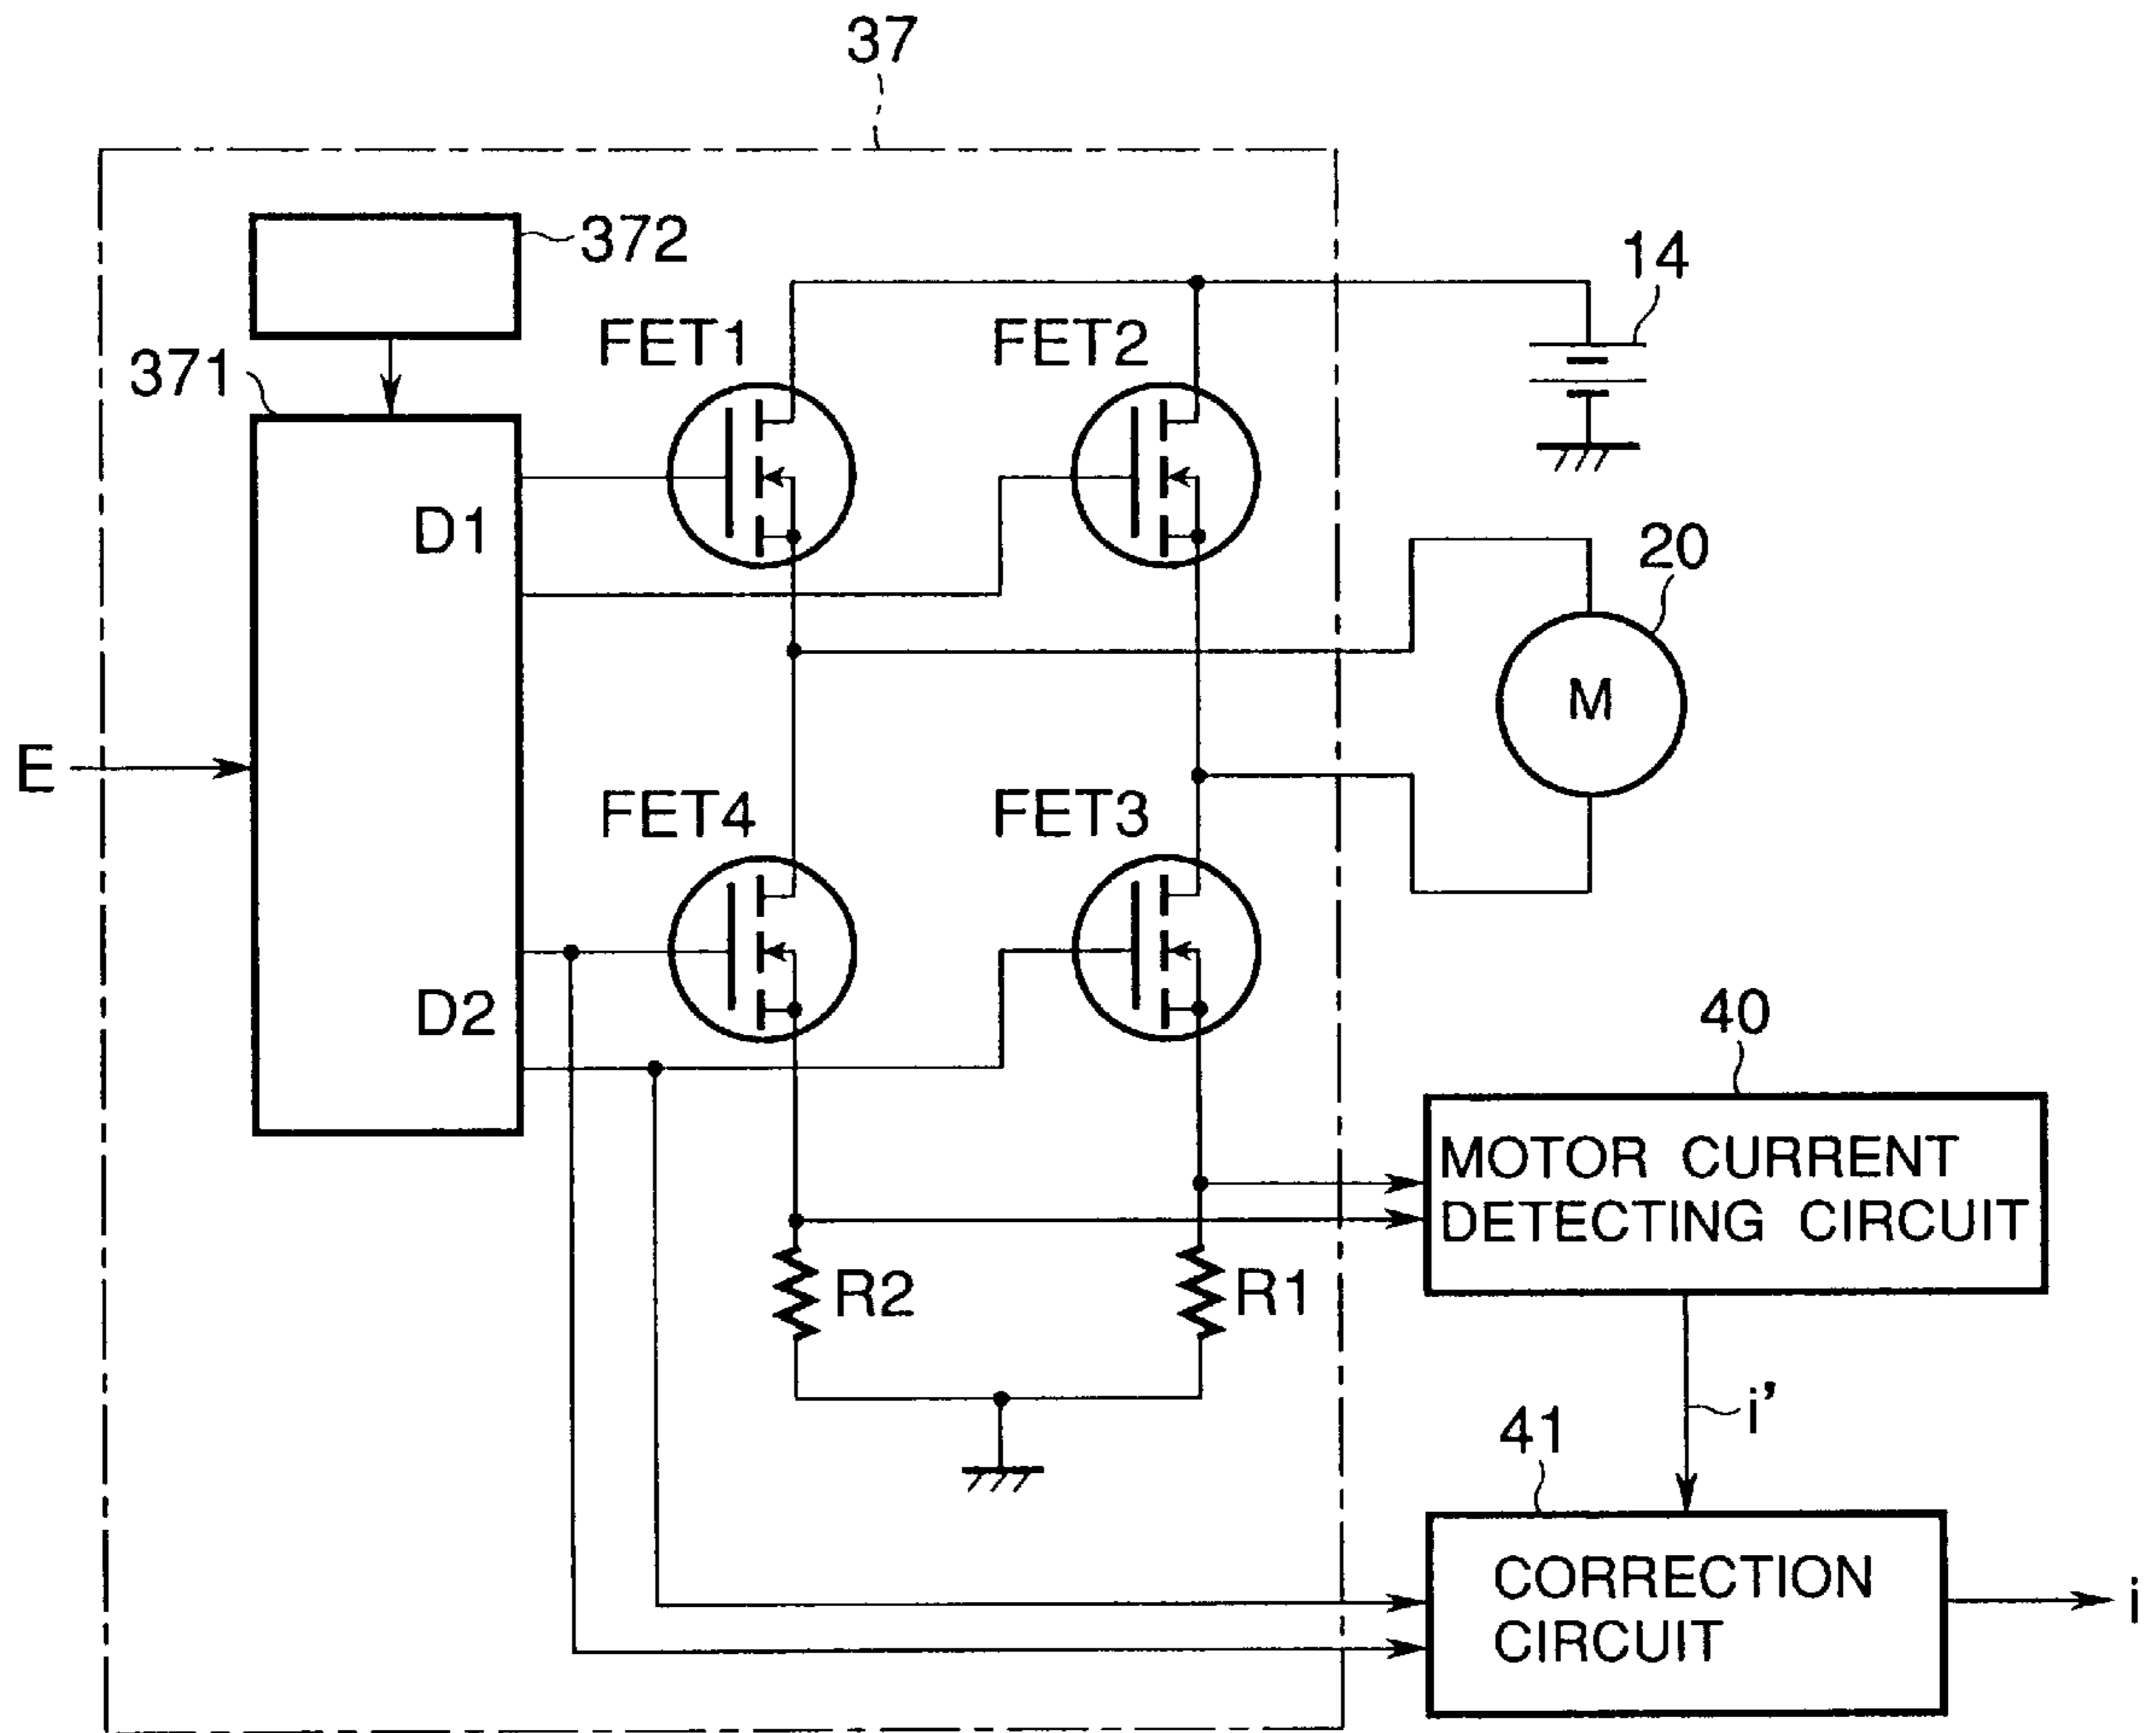 37
372
14
FET1
FET2
371
D1
20
M
E
FET4
FET3
D2
40
MOTOR CURRENT
DETECTING CIRCUIT
R2
R1
i'
41
CORRECTION
CIRCUIT
i